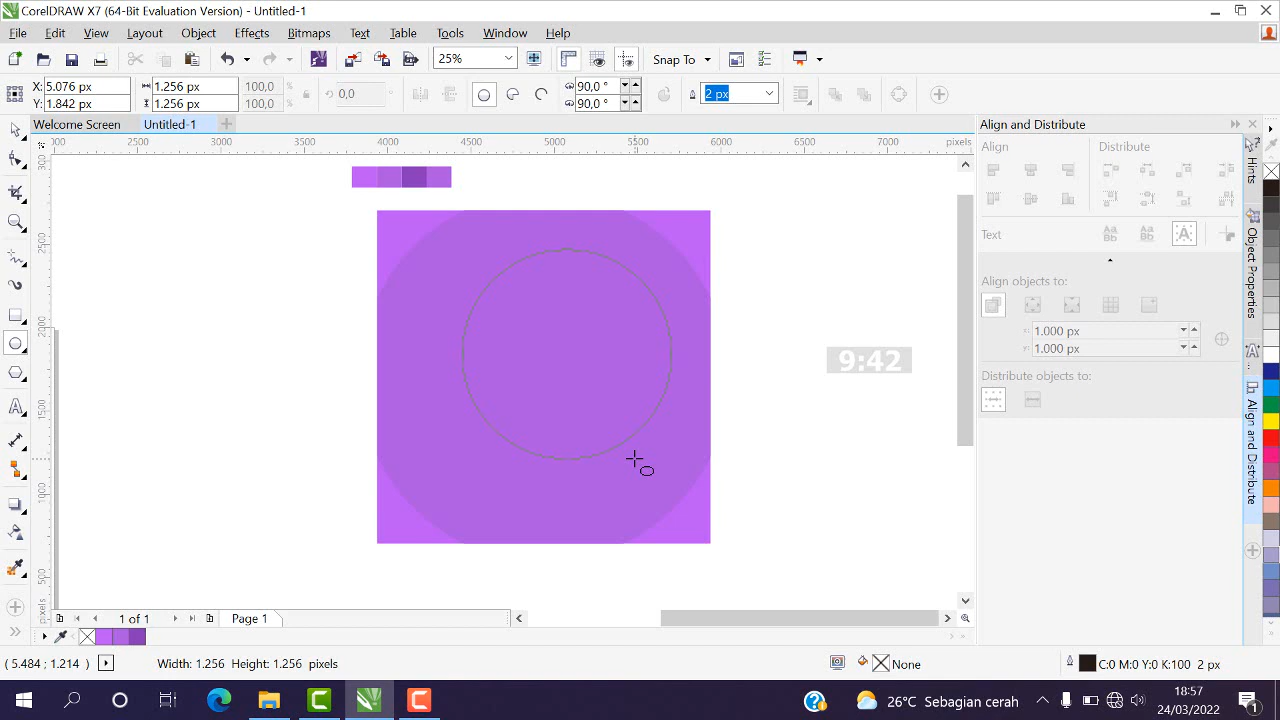 CorelDRAW X7 (64-Bit Evaluation Version) - Untitled-1
File Edit View Layout Object Effects Bitmaps Text Table Tools Window Help
25% Snap To
X: 5.076 px 1.256 px 100,0 % 0,0 90,0 ° 2 px
Y: 1.842 px 1.256 px 100,0 % 90,0 °
Welcome Screen Untitled-1
Align and Distribute
000 3500 4000 4500 5000 5500 6000 6500 7000 pixels
Align Distribute
Hints
Text
Object Properties
Align objects to:
x: 1.000 px
y: 1.000 px
Distribute objects to:
Align and Distribute
2500
2000
1500
1000
500
pixels
9:42
1 of 1 Page 1
( 5.484 ; 1.214 ) Width: 1.256 Height: 1.256 pixels None C:0 M:0 Y:0 K:100 2 px
26°C Sebagian cerah 18:57
24/03/2022